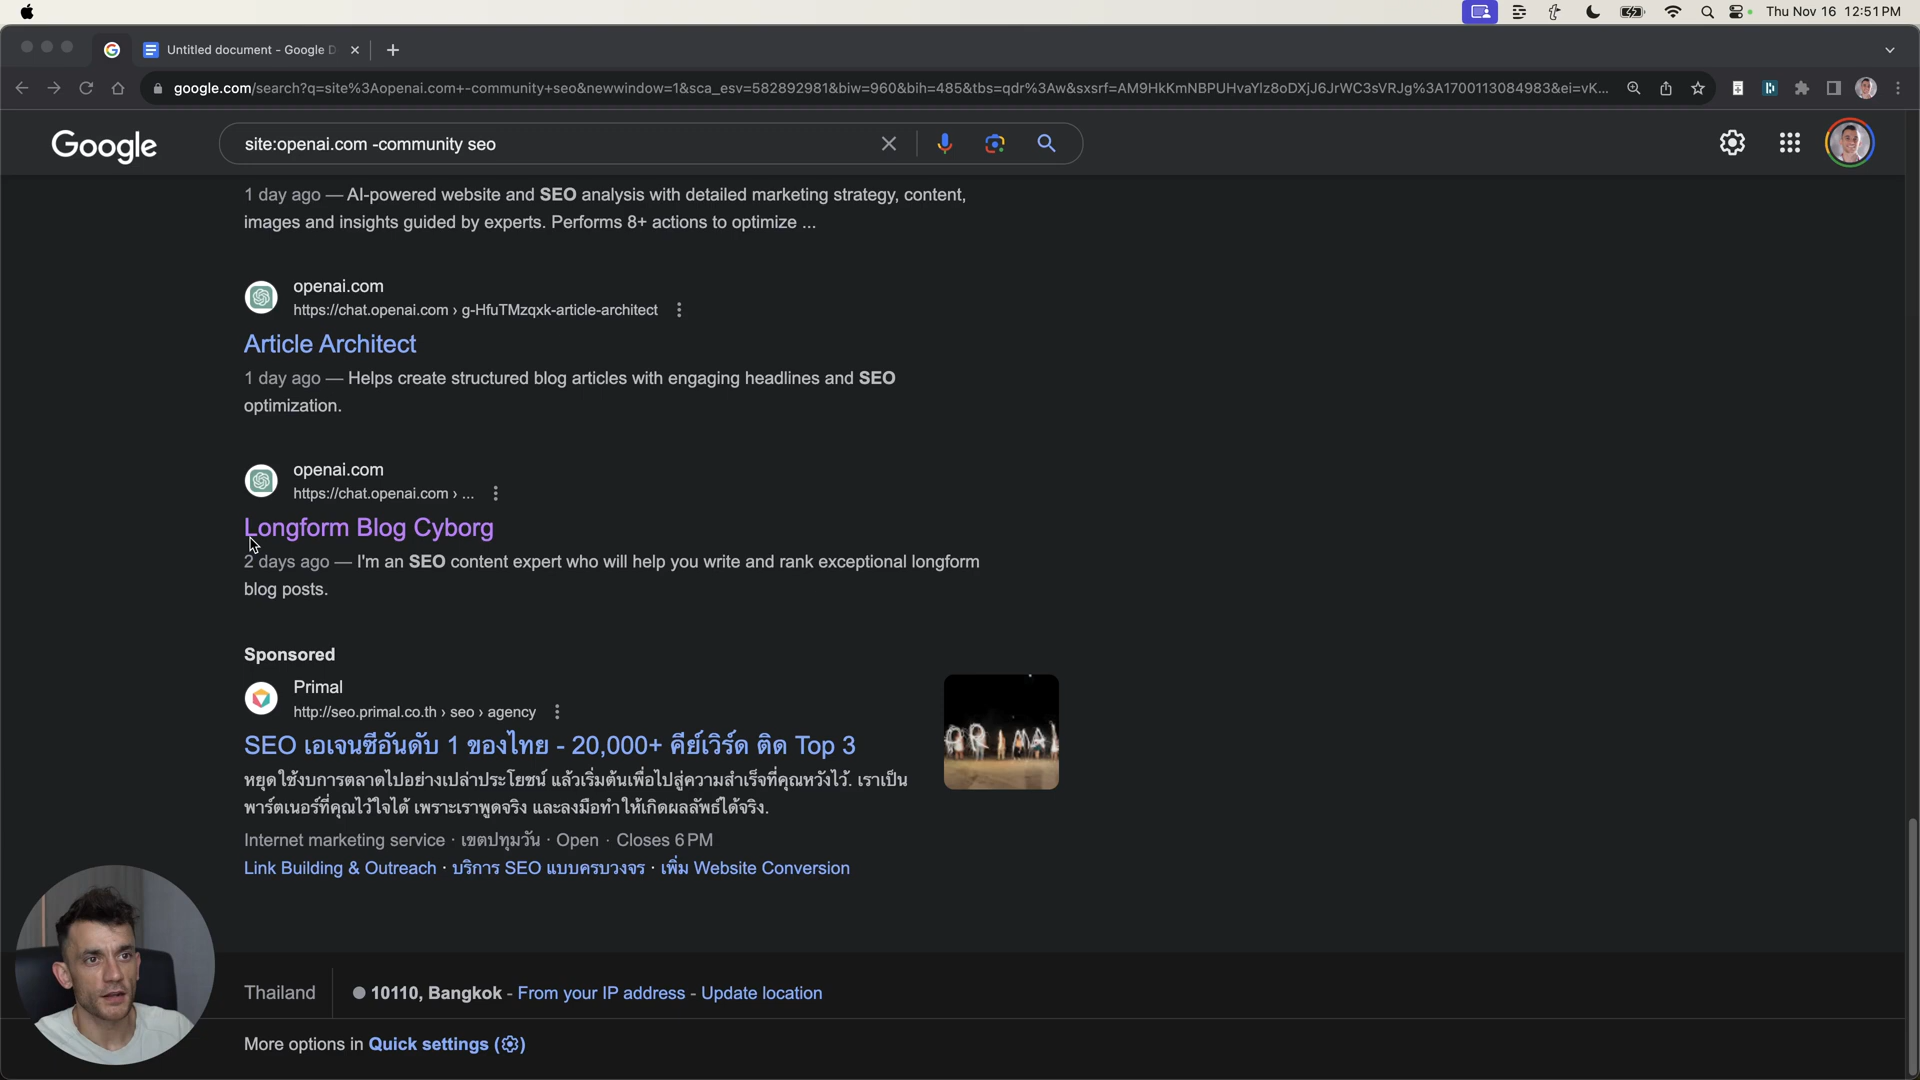 Thu Nov 16 12:51 PM
Untitled document - Google D
google.com/search?q=site%3Aopenai.com+-community+seo&newwindow=1&sca_esv=582892981&biw=960&bih=485&tbs=qdr%3Aw&sxsrf=AM9HkKmNBPUHvaYlz8oDXjJ6JrWC3sVRJg%3A1700113084983&ei=vK...
Google
site:openai.com -community seo
1 day ago — AI-powered website and SEO analysis with detailed marketing strategy, content,
images and insights guided by experts. Performs 8+ actions to optimize ...
openai.com
https://chat.openai.com › g-HfuTMzqxk-article-architect
Article Architect
1 day ago — Helps create structured blog articles with engaging headlines and SEO
optimization.
openai.com
https://chat.openai.com › ...
Longform Blog Cyborg
2 days ago — I'm an SEO content expert who will help you write and rank exceptional longform
blog posts.
Sponsored
Primal
http://seo.primal.co.th › seo › agency
SEO เอเจนซีอันดับ 1 ของไทย - 20,000+ คีย์เวิร์ด ติด Top 3
หยุดใช้งบการตลาดไปอย่างเปล่าประโยชน์ แล้วเริ่มต้นเพื่อไปสู่ความสำเร็จที่คุณหวังไว้. เราเป็น
พาร์ตเนอร์ที่คุณไว้ใจได้ เพราะเราพูดจริง และลงมือทำให้เกิดผลลัพธ์ได้จริง.
PRIMAL
Internet marketing service · เขตปทุมวัน · Open · Closes 6 PM
Link Building & Outreach · บริการ SEO แบบครบวงจร · เพิ่ม Website Conversion
Thailand
10110, Bangkok - From your IP address - Update location
More options in Quick settings